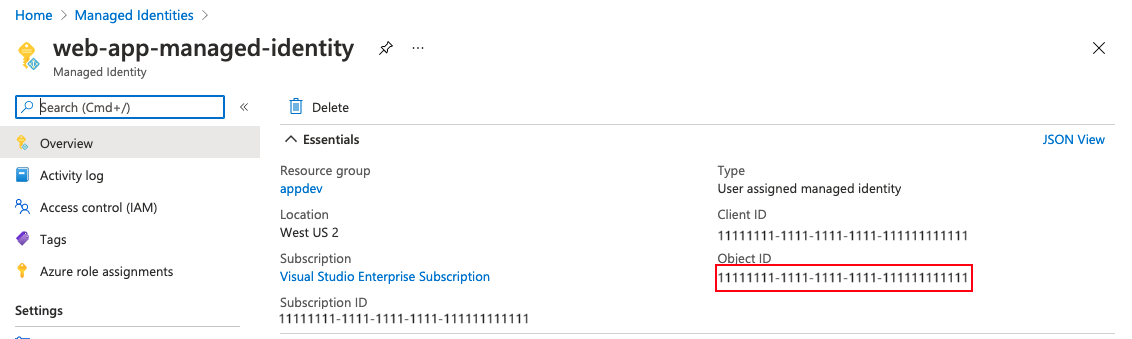 Home > Managed Identities >
web-app-managed-identity ...
Managed Identity
Search (Cmd+/) «
Delete
Overview
Essentials
JSON View
Activity log
Access control (IAM)
Tags
Azure role assignments
Settings
Resource group
appdev
Location
West US 2
Subscription
Visual Studio Enterprise Subscription
Subscription ID
11111111-1111-1111-1111-111111111111
Type
User assigned managed identity
Client ID
11111111-1111-1111-1111-111111111111
Object ID
11111111-1111-1111-1111-111111111111